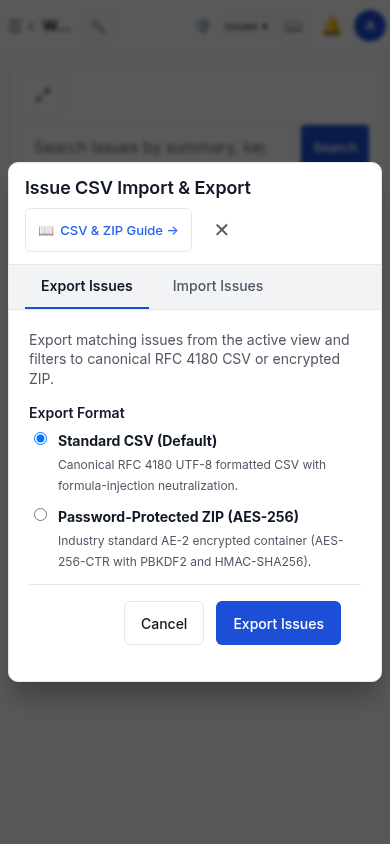 W...
Issues
Search issues by summary, key,
Search
Issue CSV Import & Export
CSV & ZIP Guide →
Export Issues
Import Issues
Export matching issues from the active view and
filters to canonical RFC 4180 CSV or encrypted
ZIP.
Export Format
Standard CSV (Default)
Canonical RFC 4180 UTF-8 formatted CSV with
formula-injection neutralization.
Password-Protected ZIP (AES-256)
Industry standard AE-2 encrypted container (AES-
256-CTR with PBKDF2 and HMAC-SHA256).
Cancel
Export Issues